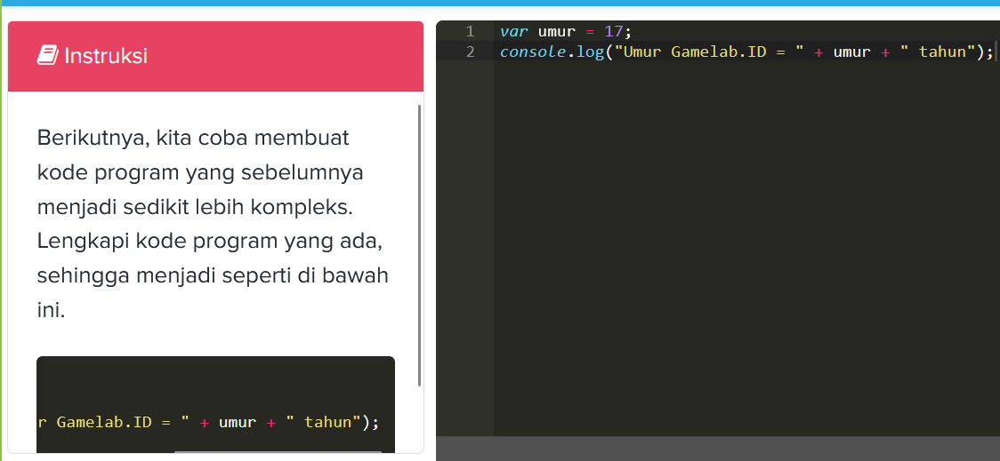 Instruksi
Berikutnya, kita coba membuat
kode program yang sebelumnya
menjadi sedikit lebih kompleks.
Lengkapi kode program yang ada,
sehingga menjadi seperti di bawah
ini.
r Gamelab.ID = " + umur + " tahun");
1 var umur = 17;
2 console.log("Umur Gamelab.ID = " + umur + " tahun");